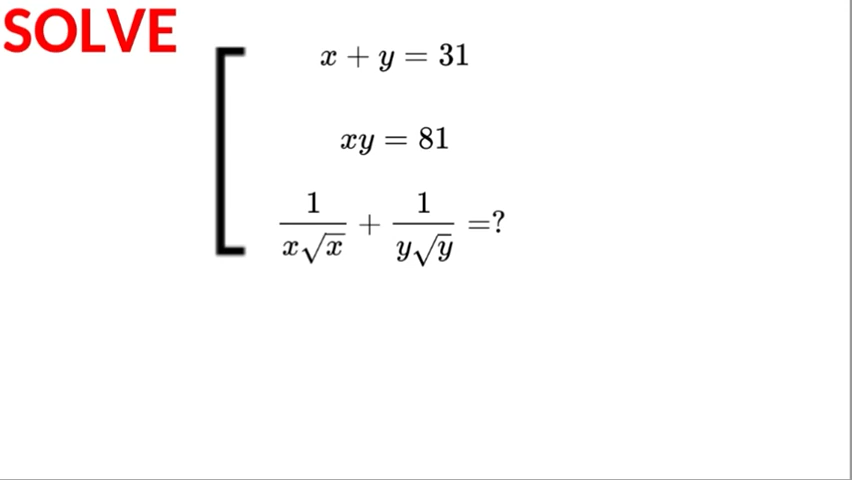 SOLVE
x + y = 31
xy = 81
1/(x√x) + 1/(y√y) =?